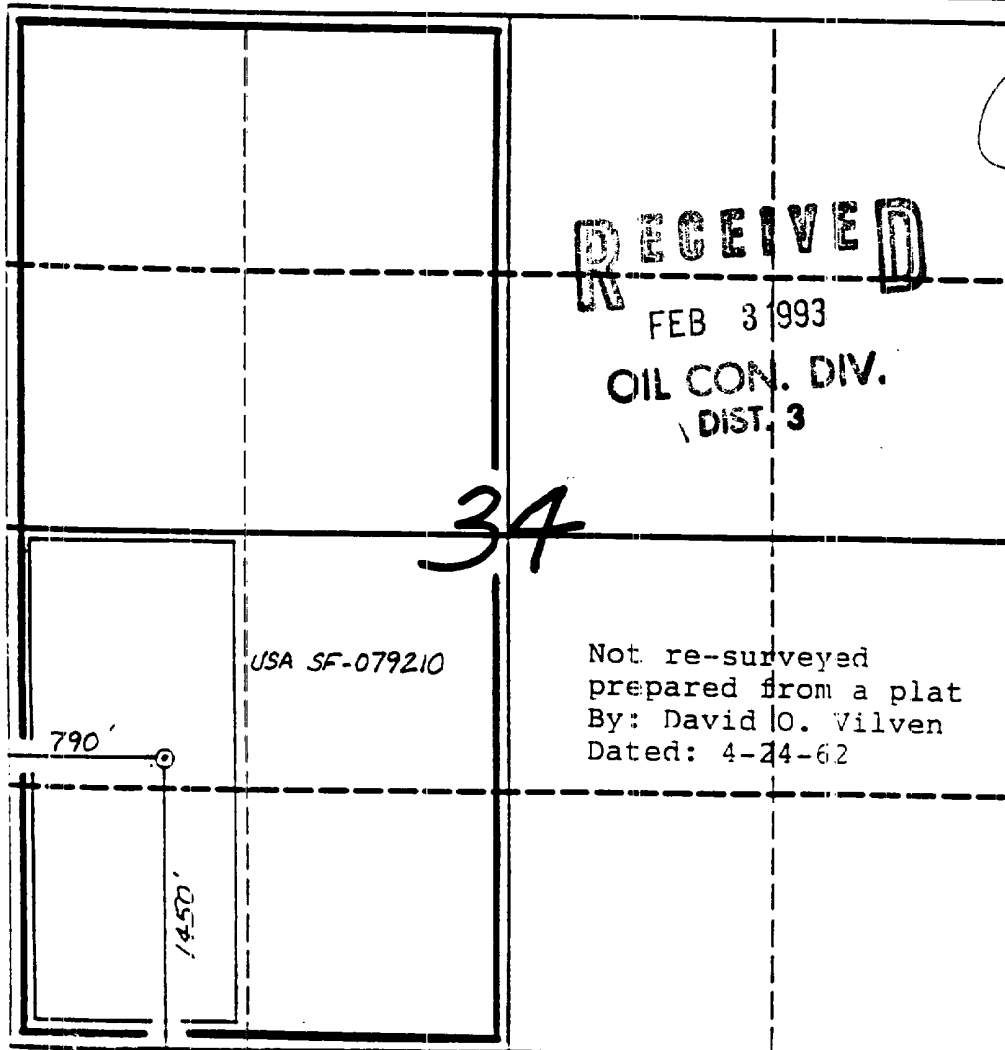 RECEIVED
FEB 3 1993
OIL CON. DIV.
DIST. 3
34
USA SF-079210
Not re-surveyed
prepared from a plat
By: David O. Vilven
Dated: 4-24-62
790'
1450'